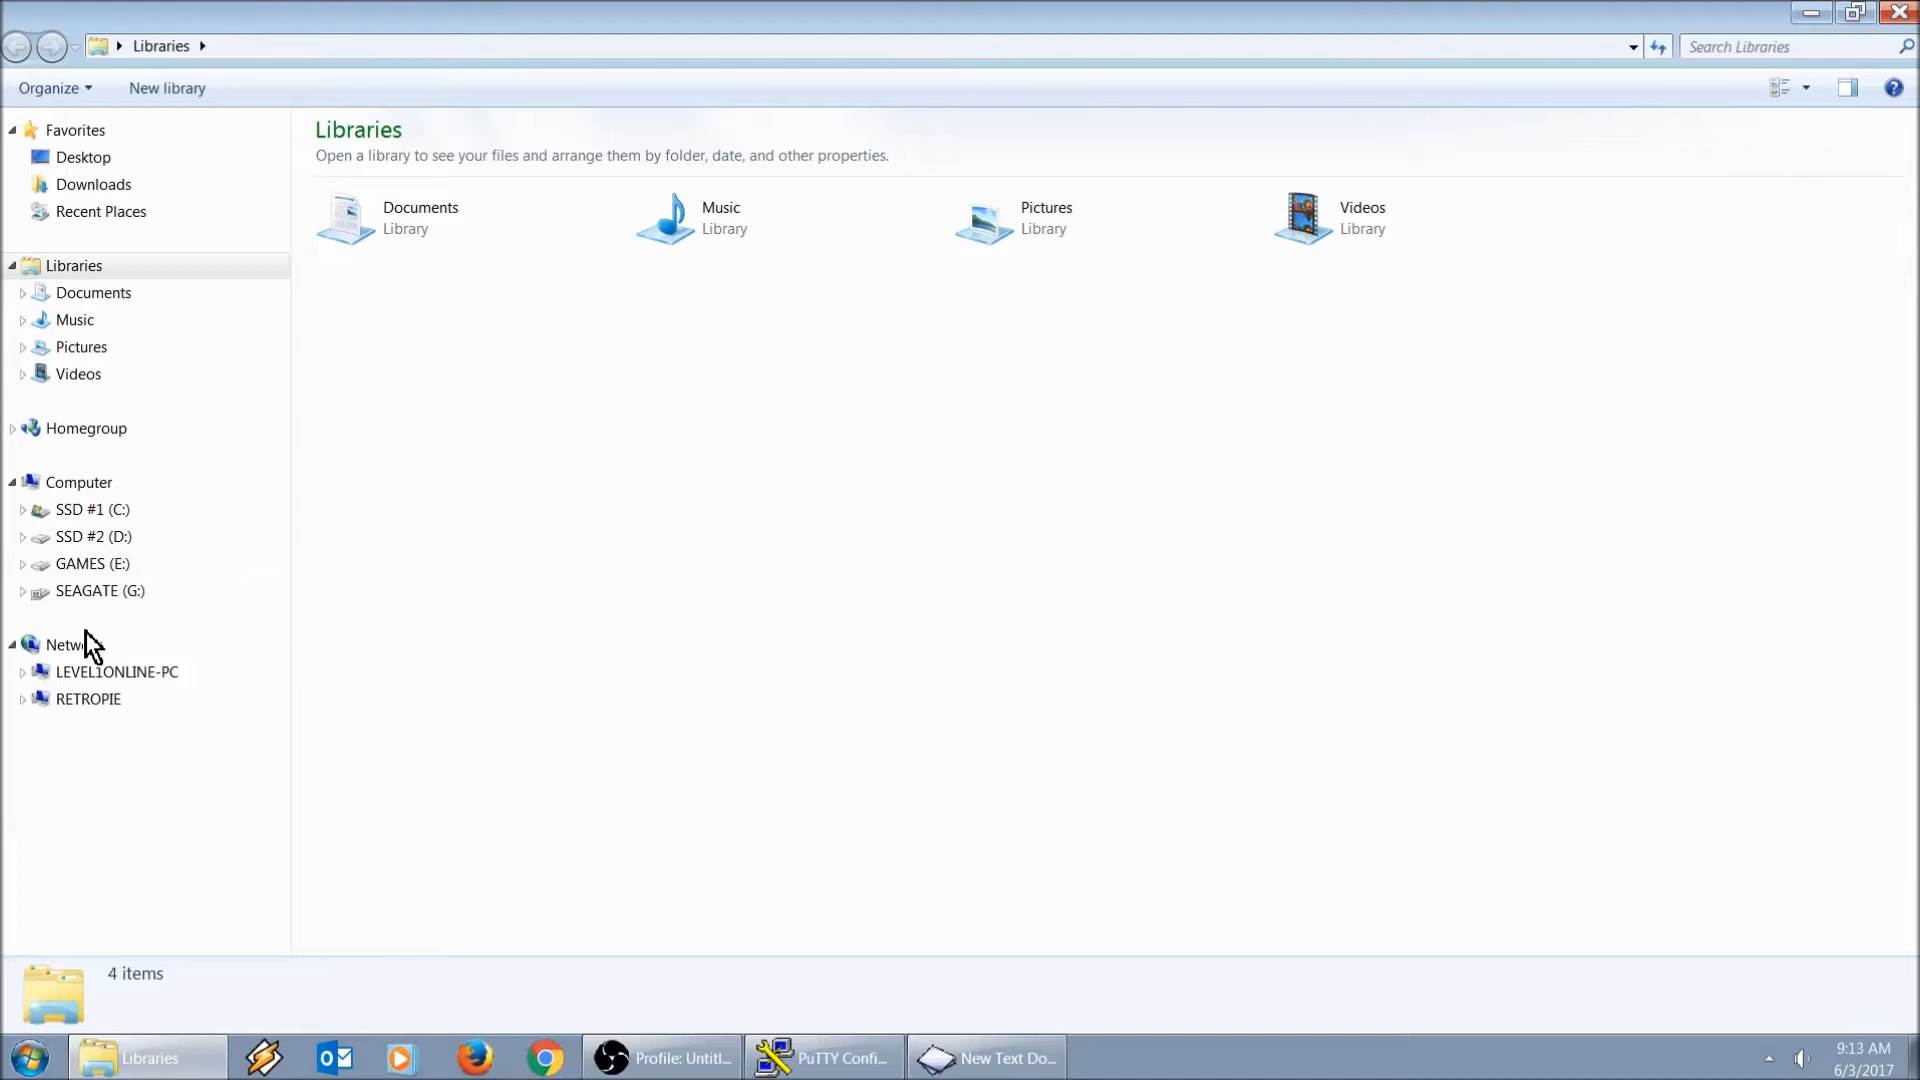 Libraries
Search Libraries
Organize
New library
Favorites
Desktop
Downloads
Recent Places
Libraries
Documents
Music
Pictures
Videos
Homegroup
Computer
SSD #1 (C:)
SSD #2 (D:)
GAMES (E:)
SEAGATE (G:)
LEVEL1ONLINE-PC
RETROPIE
Libraries
Open a library to see your files and arrange them by folder, date, and other properties.
Documents
Library
Music
Library
Pictures
Library
Videos
Library
4 items
Libraries
Profile: Untitl...
PuTTY Confi...
New Text Do...
9:13 AM
6/3/2017